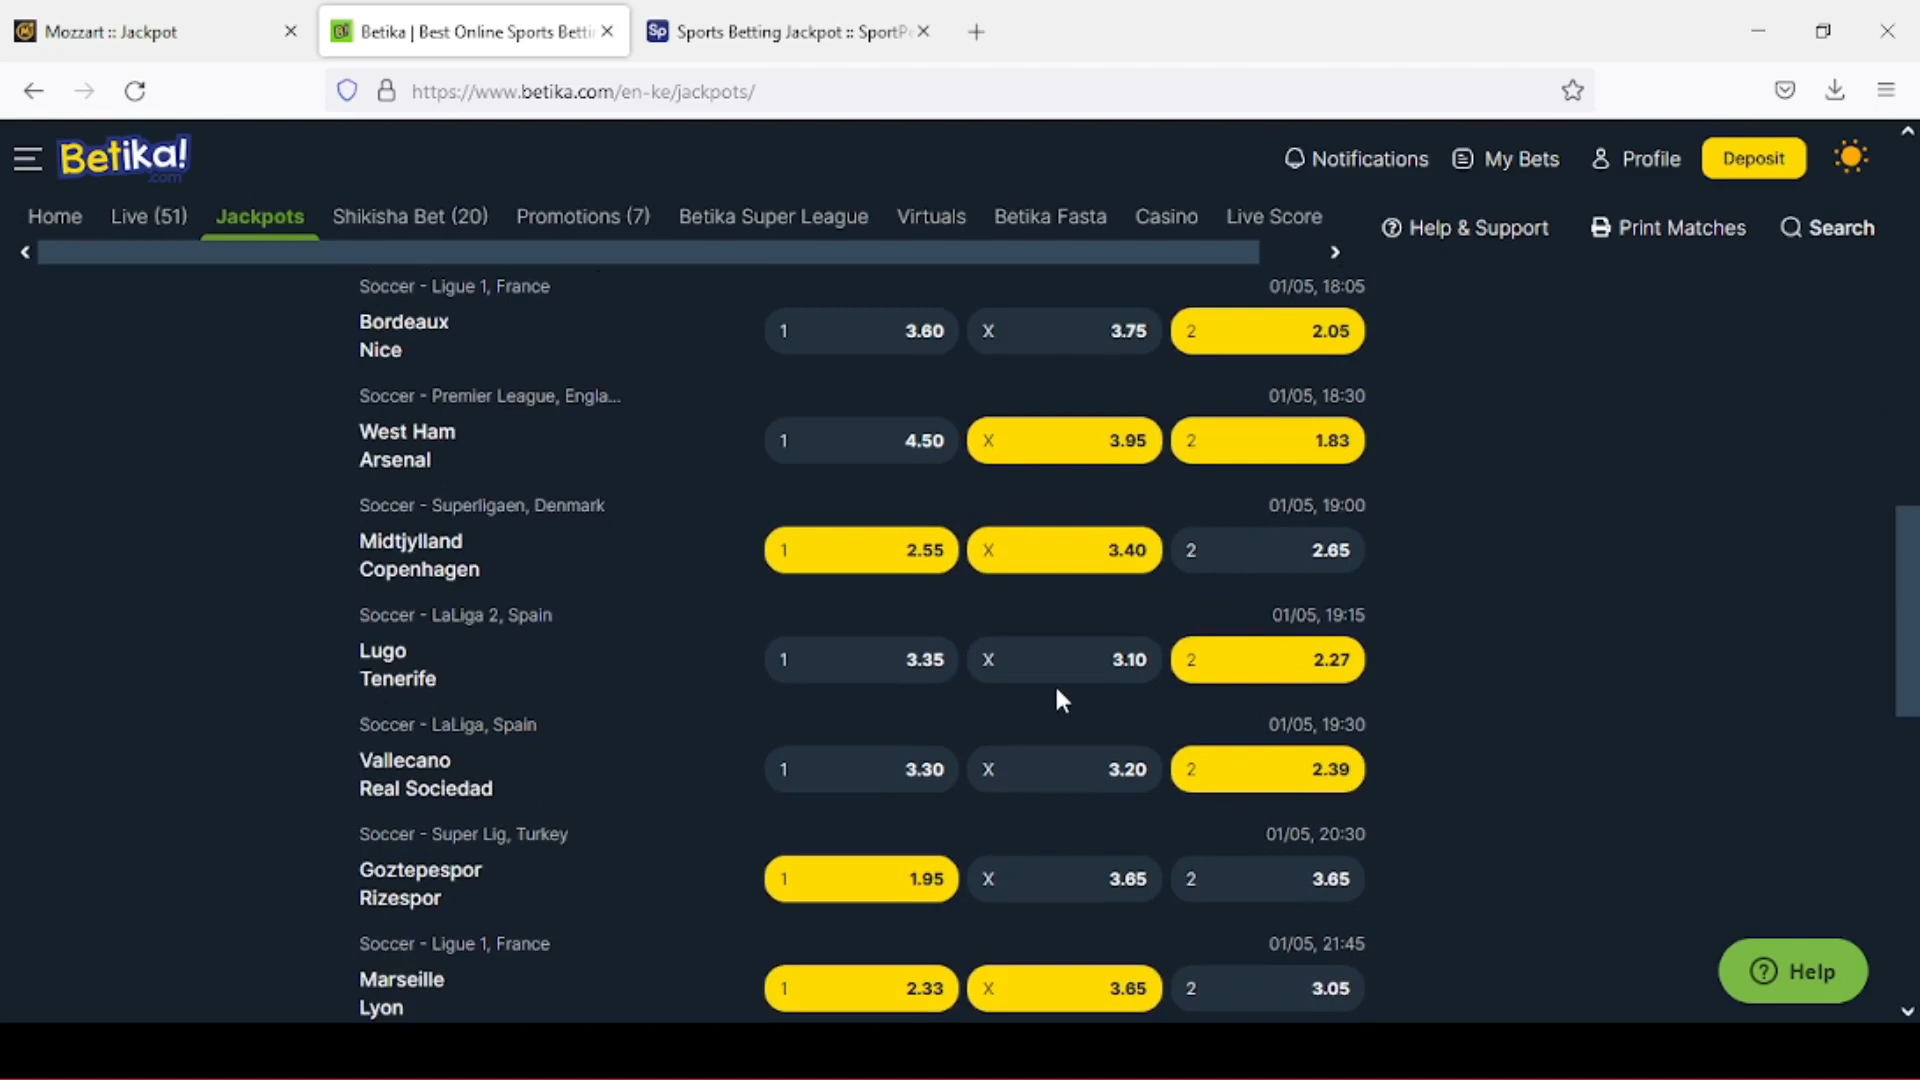 Mozzart :: Jackpot
Betika | Best Online Sports Betti
Sp Sports Betting Jackpot :: SportP
https://www.betika.com/en-ke/jackpots/
Betika!
.com
Notifications My Bets Profile Deposit
Home Live (51) Jackpots Shikisha Bet (20) Promotions (7) Betika Super League Virtuals Betika Fasta Casino Live Score
Help & Support Print Matches Search
Soccer - Ligue 1, France 01/05, 18:05
Bordeaux
Nice
1 3.60 X 3.75 2 2.05
Soccer - Premier League, Engla... 01/05, 18:30
West Ham
Arsenal
1 4.50 X 3.95 2 1.83
Soccer - Superligaen, Denmark 01/05, 19:00
Midtjylland
Copenhagen
1 2.55 X 3.40 2 2.65
Soccer - LaLiga 2, Spain 01/05, 19:15
Lugo
Tenerife
1 3.35 X 3.10 2 2.27
Soccer - LaLiga, Spain 01/05, 19:30
Vallecano
Real Sociedad
1 3.30 X 3.20 2 2.39
Soccer - Super Lig, Turkey 01/05, 20:30
Goztepespor
Rizespor
1 1.95 X 3.65 2 3.65
Soccer - Ligue 1, France 01/05, 21:45
Marseille
Lyon
1 2.33 X 3.65 2 3.05
Help